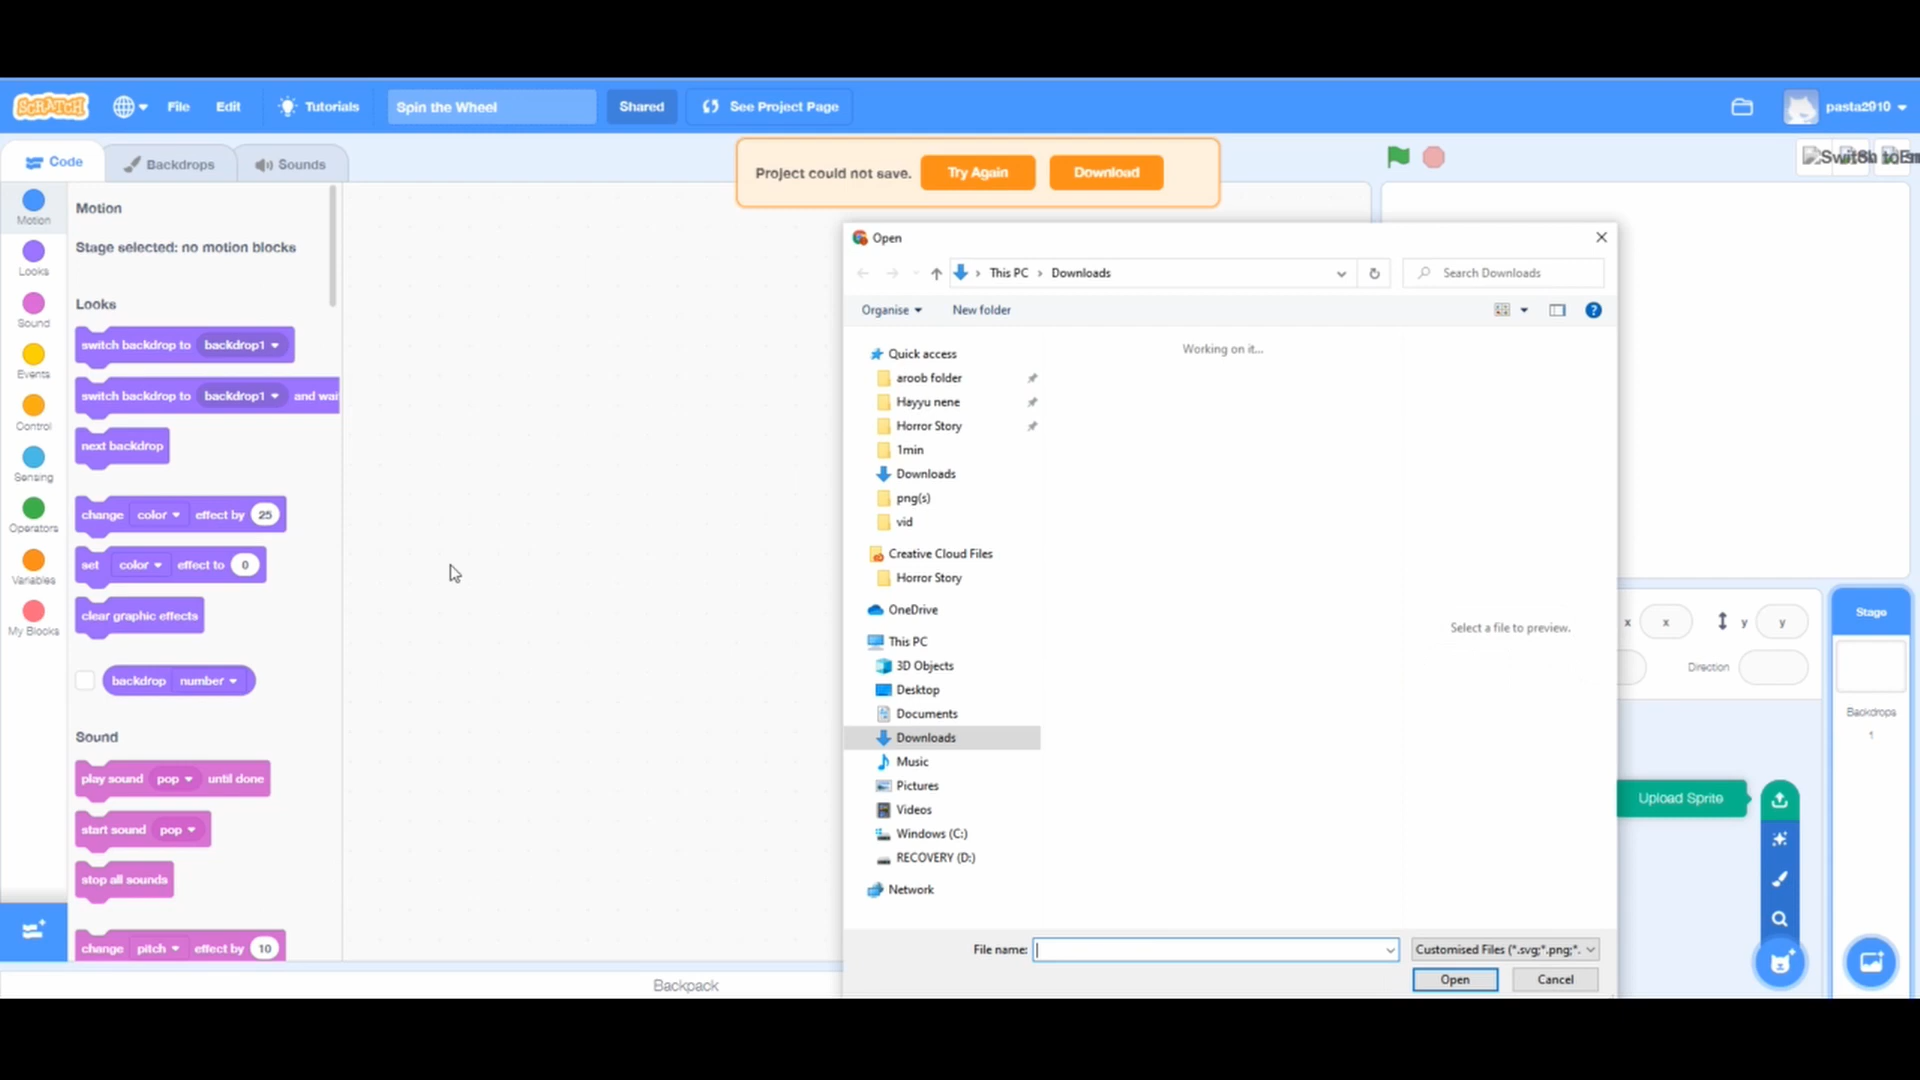 SCRATCH File Edit Tutorials Spin the Wheel Shared See Project Page pasta2910
Code Backdrops Sounds
Project could not save. Try Again Download
Motion
Looks
Sound
Events
Control
Sensing
Operators
Variables
My Blocks
Motion
Stage selected: no motion blocks
Looks
switch backdrop to backdrop1
switch backdrop to backdrop1 and wai
next backdrop
change color effect by 25
set color effect to 0
clear graphic effects
backdrop number
Sound
play sound pop until done
start sound pop
stop all sounds
change pitch effect by 10
Backpack
Open
This PC Downloads
Search Downloads
Organise New folder
Working on it...
Quick access
aroob folder
Hayyu nene
Horror Story
1min
Downloads
png(s)
vid
Creative Cloud Files
Horror Story
OneDrive
This PC
3D Objects
Desktop
Documents
Downloads
Music
Pictures
Videos
Windows (C:)
RECOVERY (D:)
Network
Select a file to preview.
File name:
Customised Files (*.svg;*.png;*.
Open Cancel
x x y y
Direction
Stage
Backdrops
1
Upload Sprite